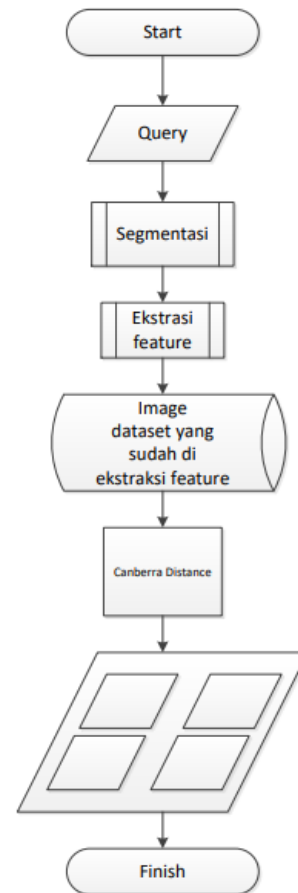 Start
Query
Segmentasi
Ekstrasi
feature
Image
dataset yang
sudah di
ekstraksi feature
Canberra Distance
Finish